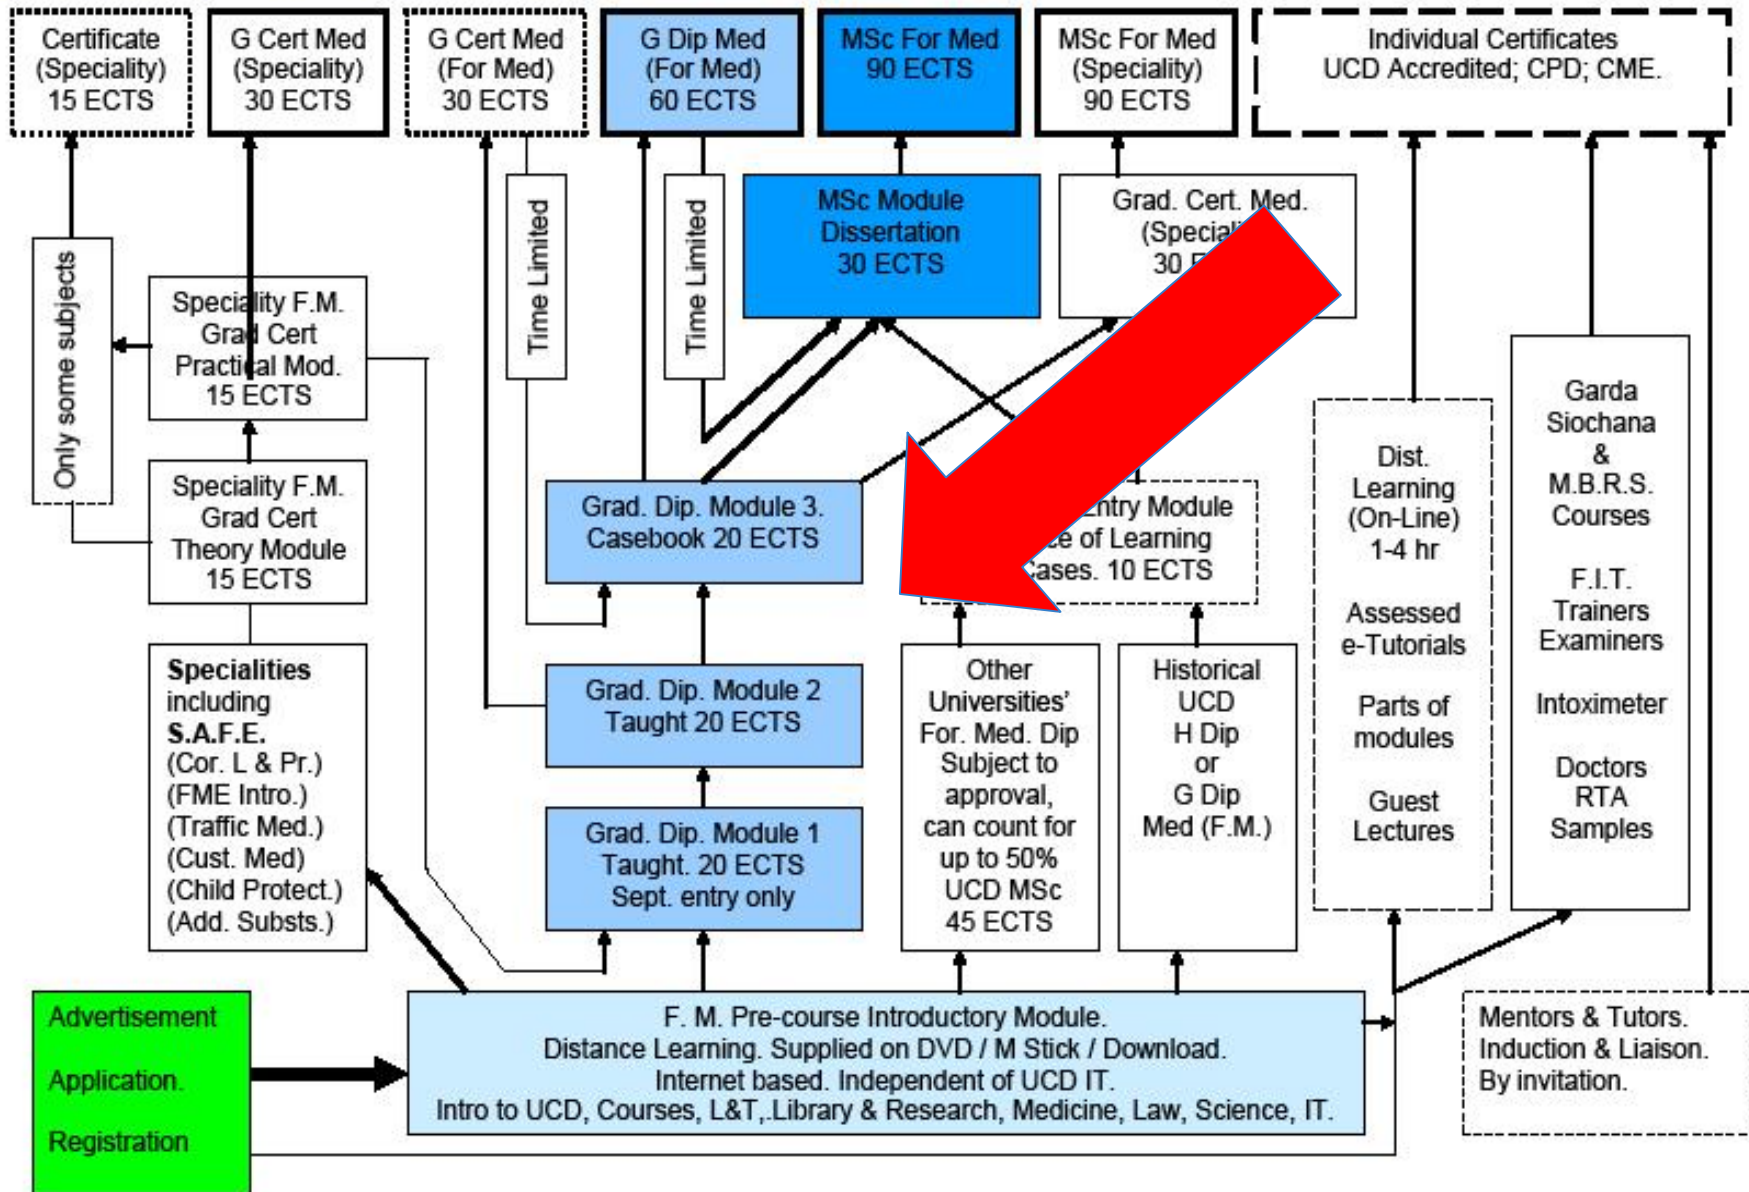 Certificate
(Speciality)
15 ECTS
G Cert Med
(Speciality)
30 ECTS
G Cert Med
(For Med)
30 ECTS
G Dip Med
(For Med)
60 ECTS
MSc For Med
90 ECTS
MSc For Med
(Speciality)
90 ECTS
Individual Certificates
UCD Accredited; CPD; CME.
Only some subjects
Speciality F.M.
Grad Cert
Practical Mod.
15 ECTS
Time Limited
Time Limited
MSc Module
Dissertation
30 ECTS
Grad. Cert. Med.
30
Speciality F.M.
Grad Cert
Theory Module
15 ECTS
Grad. Dip. Module 3.
Casebook 20 ECTS
Entry Module
of Learning
Cases. 10 ECTS
Dist.
Learning
(On-Line)
1-4 hr
Assessed
e-Tutorials
Parts of
modules
Guest
Lectures
Garda
Siochana
&
M.B.R.S.
Courses
F.I.T.
Trainers
Examiners
Intoximeter
Doctors
RTA
Samples
Specialities
including
S.A.F.E.
(Cor. L & Pr.)
(FME Intro.)
(Traffic Med.)
(Cust. Med)
(Child Protect.)
(Add. Substs.)
Grad. Dip. Module 2
Taught 20 ECTS
Grad. Dip. Module 1
Taught. 20 ECTS
Sept. entry only
Other
Universities'
For. Med. Dip
Subject to
approval,
can count for
up to 50%
UCD MSc
45 ECTS
Historical
UCD
H Dip
or
G Dip
Med (F.M.)
Advertisement
Application.
Registration
F. M. Pre-course Introductory Module.
Distance Learning. Supplied on DVD / M Stick / Download.
Internet based. Independent of UCD IT.
Intro to UCD, Courses, L&T,.Library & Research, Medicine, Law, Science, IT.
Mentors & Tutors.
Induction & Liaison.
By invitation.